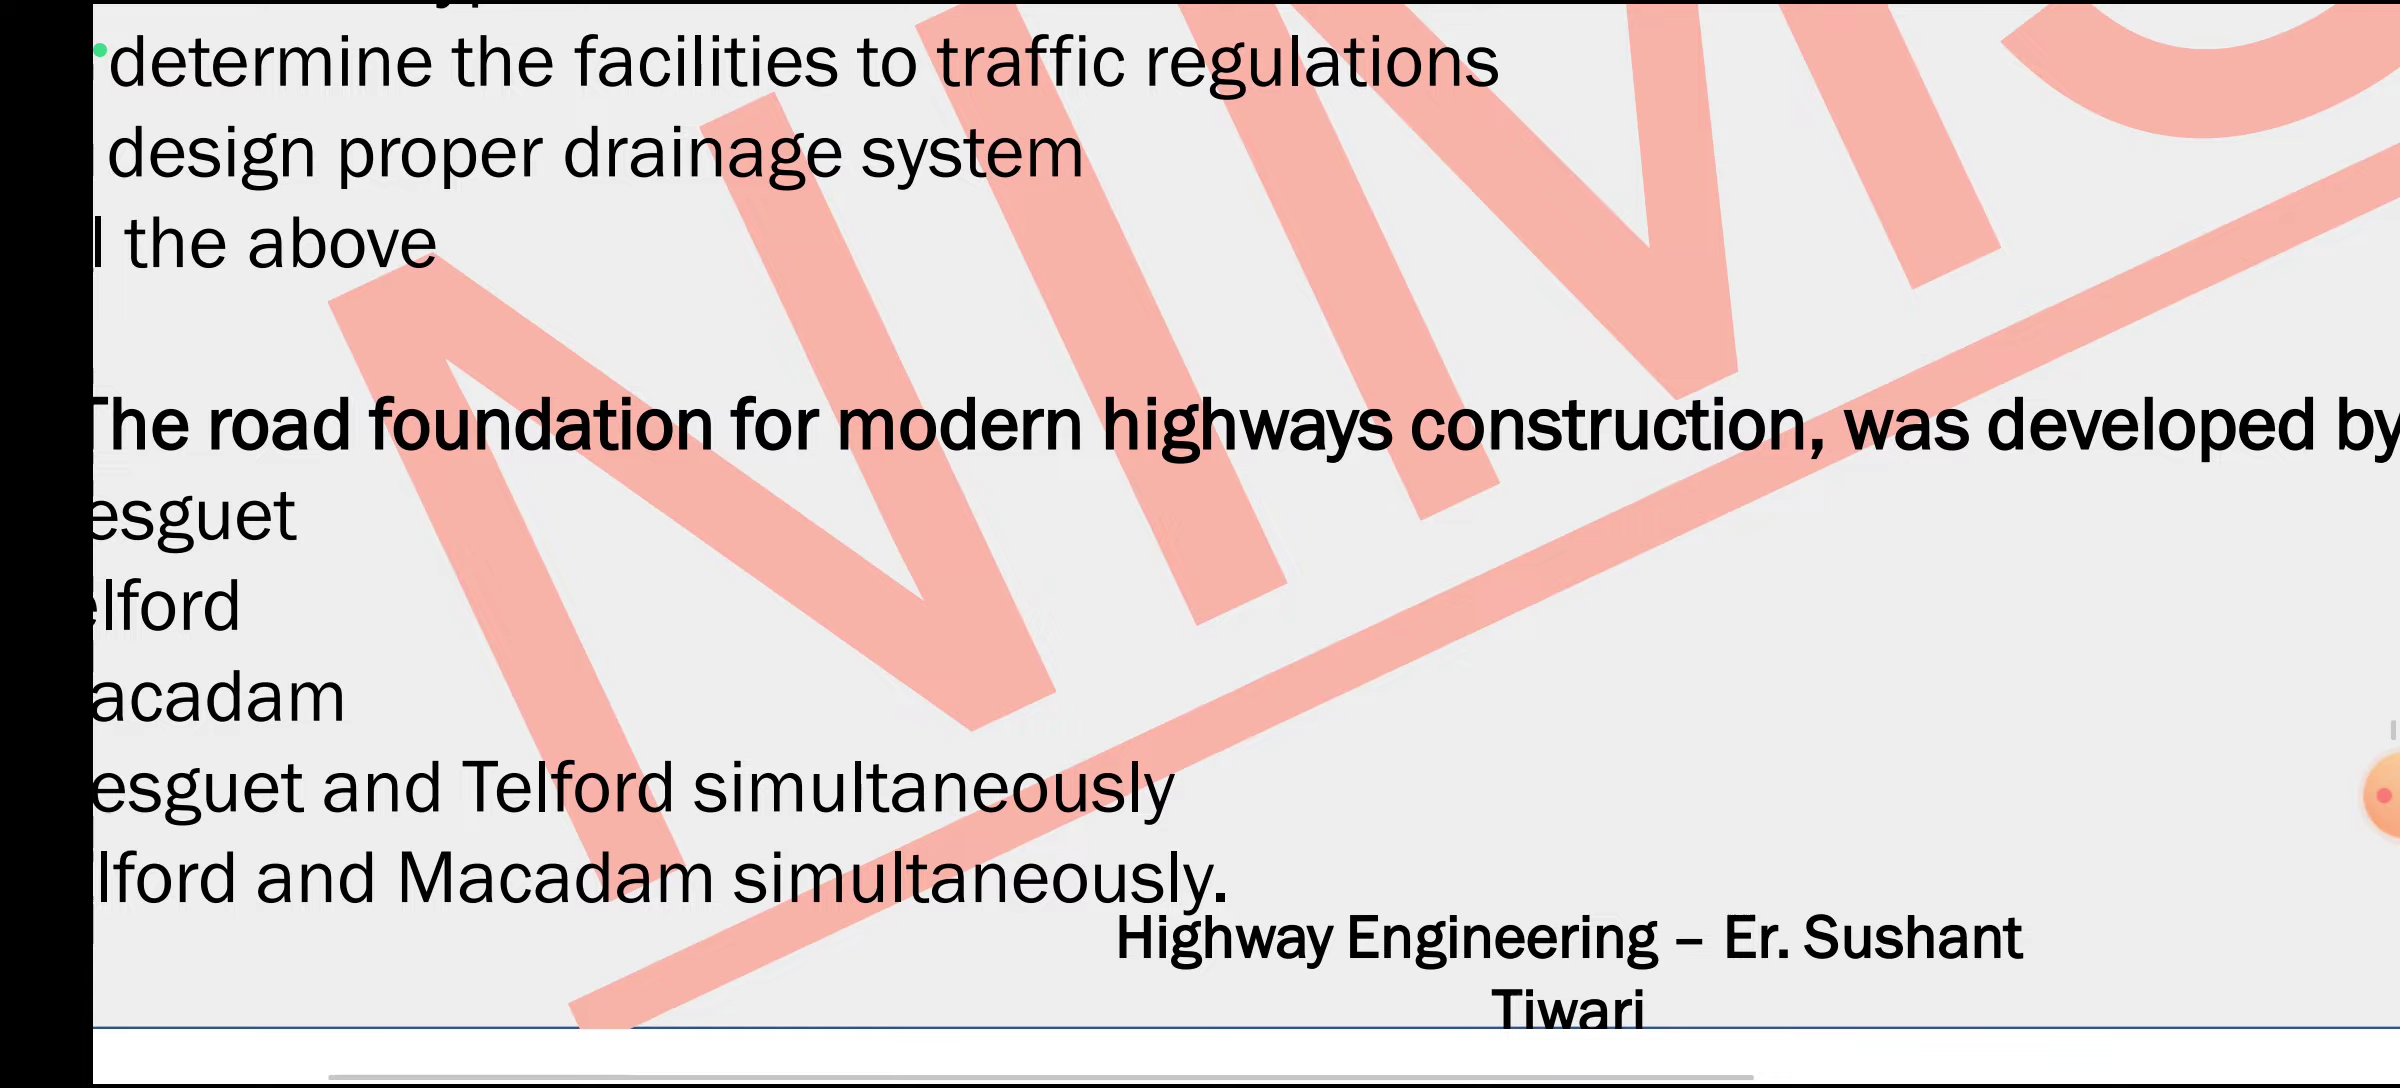 determine the facilities to traffic regulations
design proper drainage system
l the above
The road foundation for modern highways construction, was developed by
esguet
elford
acadam
esguet and Telford simultaneously
lford and Macadam simultaneously.
Highway Engineering – Er. Sushant
Tiwari